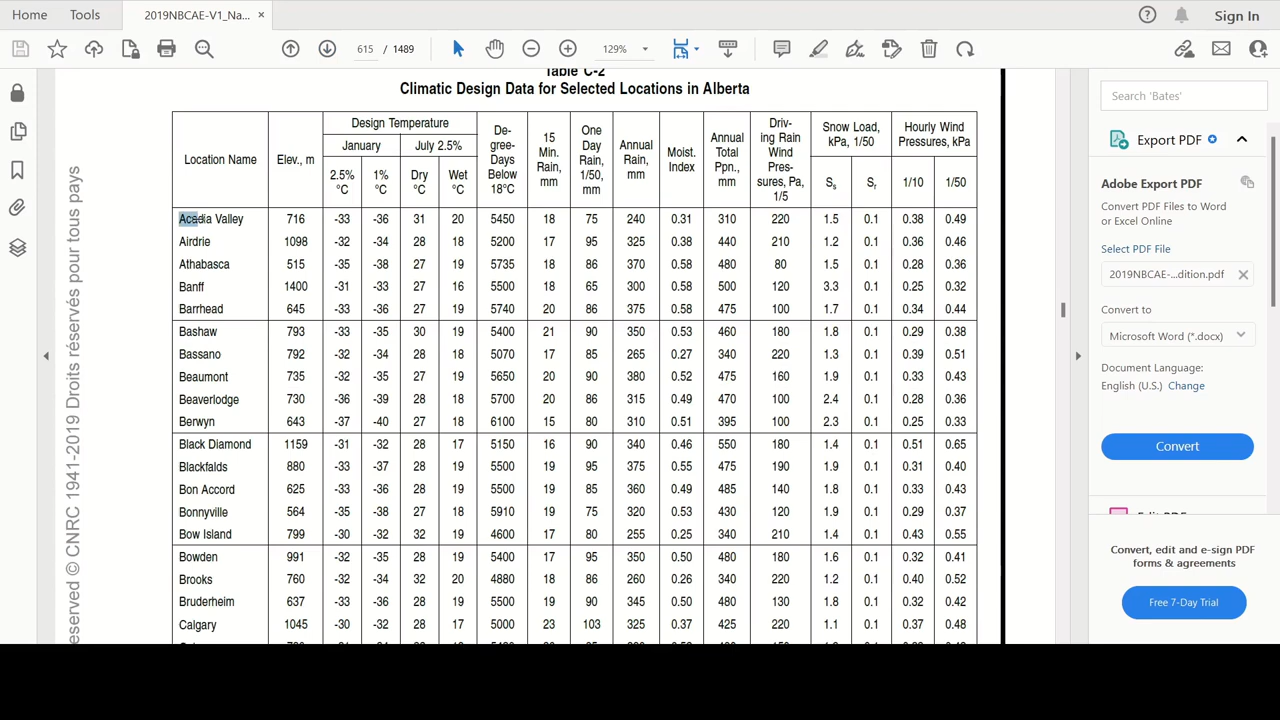 Home Tools 2019NBCAE-V1_Na... × Sign In
615 / 1489 129%
Table C-2
Climatic Design Data for Selected Locations in Alberta
Location Name Elev., m Design Temperature January July 2.5% 2.5% °C 1% °C Dry °C Wet °C De-gree-Days Below 18°C 15 Min. Rain, mm One Day Rain, 1/50, mm Annual Rain, mm Moist. Index Annual Total Ppn., mm Driv-ing Rain Wind Pres-sures, Pa, 1/5 Snow Load, kPa, 1/50 Ss Sr Hourly Wind Pressures, kPa 1/10 1/50
Acadia Valley 716 -33 -36 31 20 5450 18 75 240 0.31 310 220 1.5 0.1 0.38 0.49
Airdrie 1098 -32 -34 28 18 5200 17 95 325 0.38 440 210 1.2 0.1 0.36 0.46
Athabasca 515 -35 -38 27 19 5735 18 86 370 0.58 480 80 1.5 0.1 0.28 0.36
Banff 1400 -31 -33 27 16 5500 18 65 300 0.58 500 120 3.3 0.1 0.25 0.32
Barrhead 645 -33 -36 27 19 5740 20 86 375 0.58 475 100 1.7 0.1 0.34 0.44
Bashaw 793 -33 -35 30 19 5400 21 90 350 0.53 460 180 1.8 0.1 0.29 0.38
Bassano 792 -32 -34 28 18 5070 17 85 265 0.27 340 220 1.3 0.1 0.39 0.51
Beaumont 735 -32 -35 27 19 5650 20 90 380 0.52 475 160 1.9 0.1 0.33 0.43
Beaverlodge 730 -36 -39 28 18 5700 20 86 315 0.49 470 100 2.4 0.1 0.28 0.36
Berwyn 643 -37 -40 27 18 6100 15 80 310 0.51 395 100 2.3 0.1 0.25 0.33
Black Diamond 1159 -31 -32 28 17 5150 16 90 340 0.46 550 180 1.4 0.1 0.51 0.65
Blackfalds 880 -33 -37 28 19 5500 19 95 375 0.55 475 190 1.9 0.1 0.31 0.40
Bon Accord 625 -33 -36 28 19 5500 19 85 360 0.49 485 140 1.8 0.1 0.33 0.43
Bonnyville 564 -35 -38 27 18 5910 19 75 320 0.53 430 120 1.9 0.1 0.29 0.37
Bow Island 799 -30 -32 32 19 4600 17 80 255 0.25 340 210 1.4 0.1 0.43 0.55
Bowden 991 -32 -35 28 19 5400 17 95 350 0.50 480 180 1.6 0.1 0.32 0.41
Brooks 760 -32 -34 32 20 4880 18 86 260 0.26 340 220 1.2 0.1 0.40 0.52
Bruderheim 637 -33 -36 28 19 5500 19 90 345 0.50 480 130 1.8 0.1 0.32 0.42
Calgary 1045 -30 -32 28 17 5000 23 103 325 0.37 425 220 1.1 0.1 0.37 0.48
eserved © CNRC 1941-2019 Droits réservés pour tous pays
Search 'Bates'
Export PDF
Adobe Export PDF
Convert PDF Files to Word
or Excel Online
Select PDF File
2019NBCAE-...dition.pdf
Convert to
Microsoft Word (*.docx)
Document Language:
English (U.S.) Change
Convert
Convert, edit and e-sign PDF
forms & agreements
Free 7-Day Trial